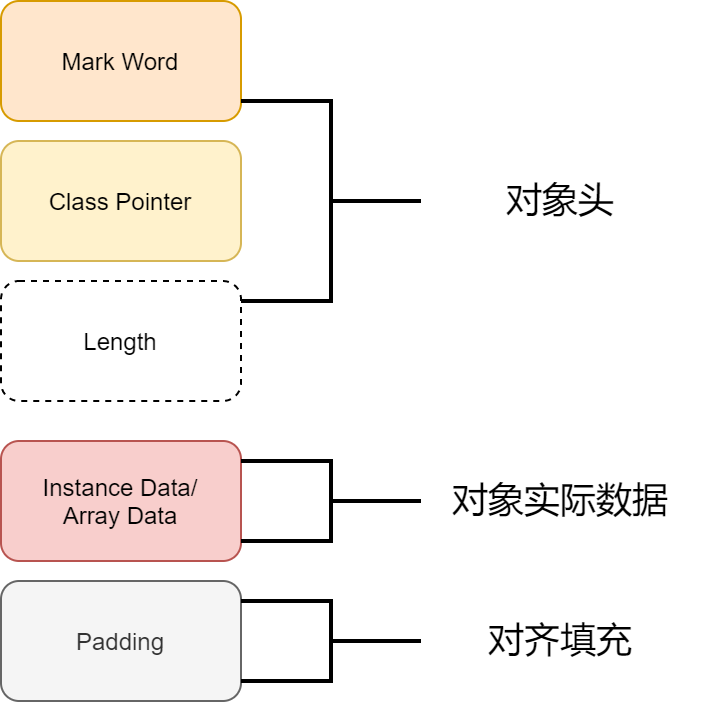 Mark Word
Class Pointer
对象头
Length
Instance Data/
Array Data
对象实际数据
Padding
对齐填充